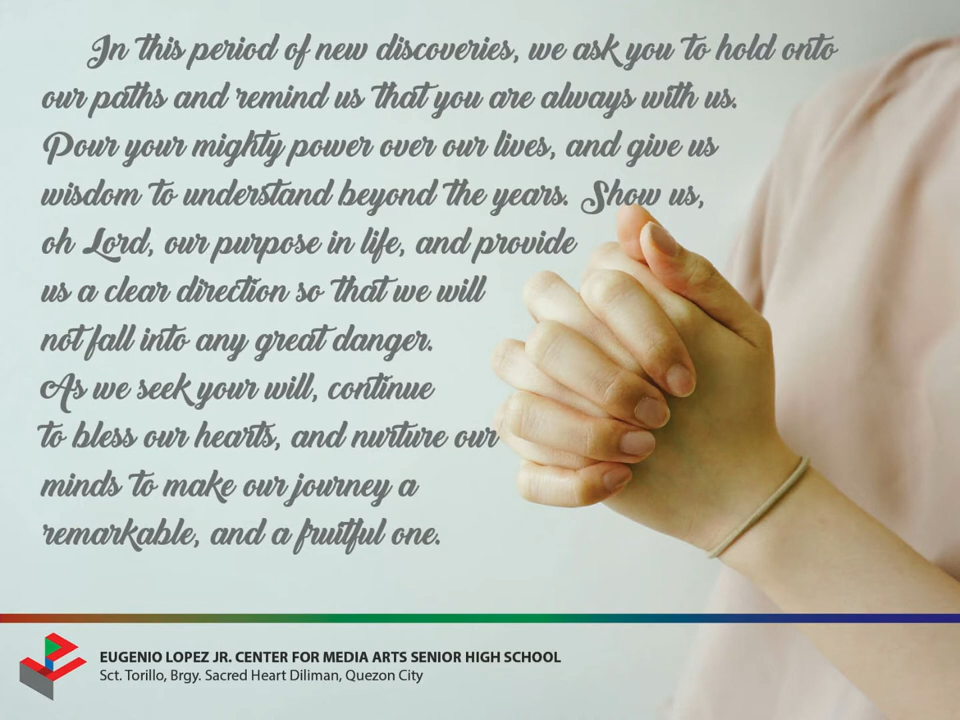 In this period of new discoveries, we ask you to hold onto
our paths and remind us that you are always with us.
Pour your mighty power over our lives, and give us
wisdom to understand beyond the years. Show us,
oh Lord, our purpose in life, and provide
us a clear direction so that we will
not fall into any great danger.
As we seek your will, continue
to bless our hearts, and nurture our
minds to make our journey a
remarkable, and a fruitful one.
EUGENIO LOPEZ JR. CENTER FOR MEDIA ARTS SENIOR HIGH SCHOOL
Sct. Torillo, Brgy. Sacred Heart Diliman, Quezon City